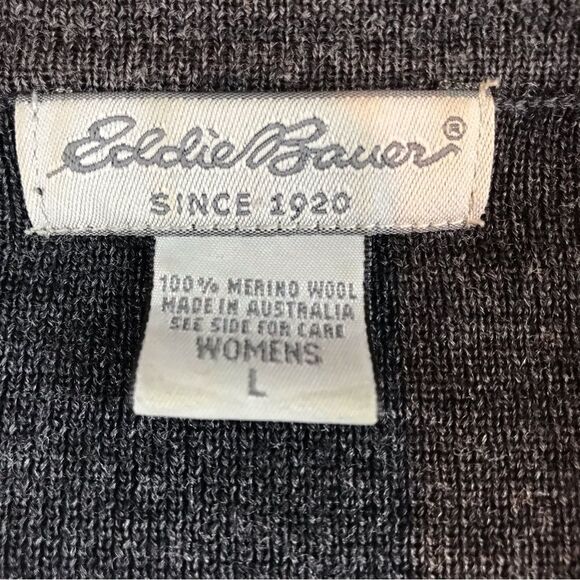 Eddie Bauer®
SINCE 1920
100% MERINO WOOL
MADE IN AUSTRALIA
SEE SIDE FOR CARE
WOMENS
L